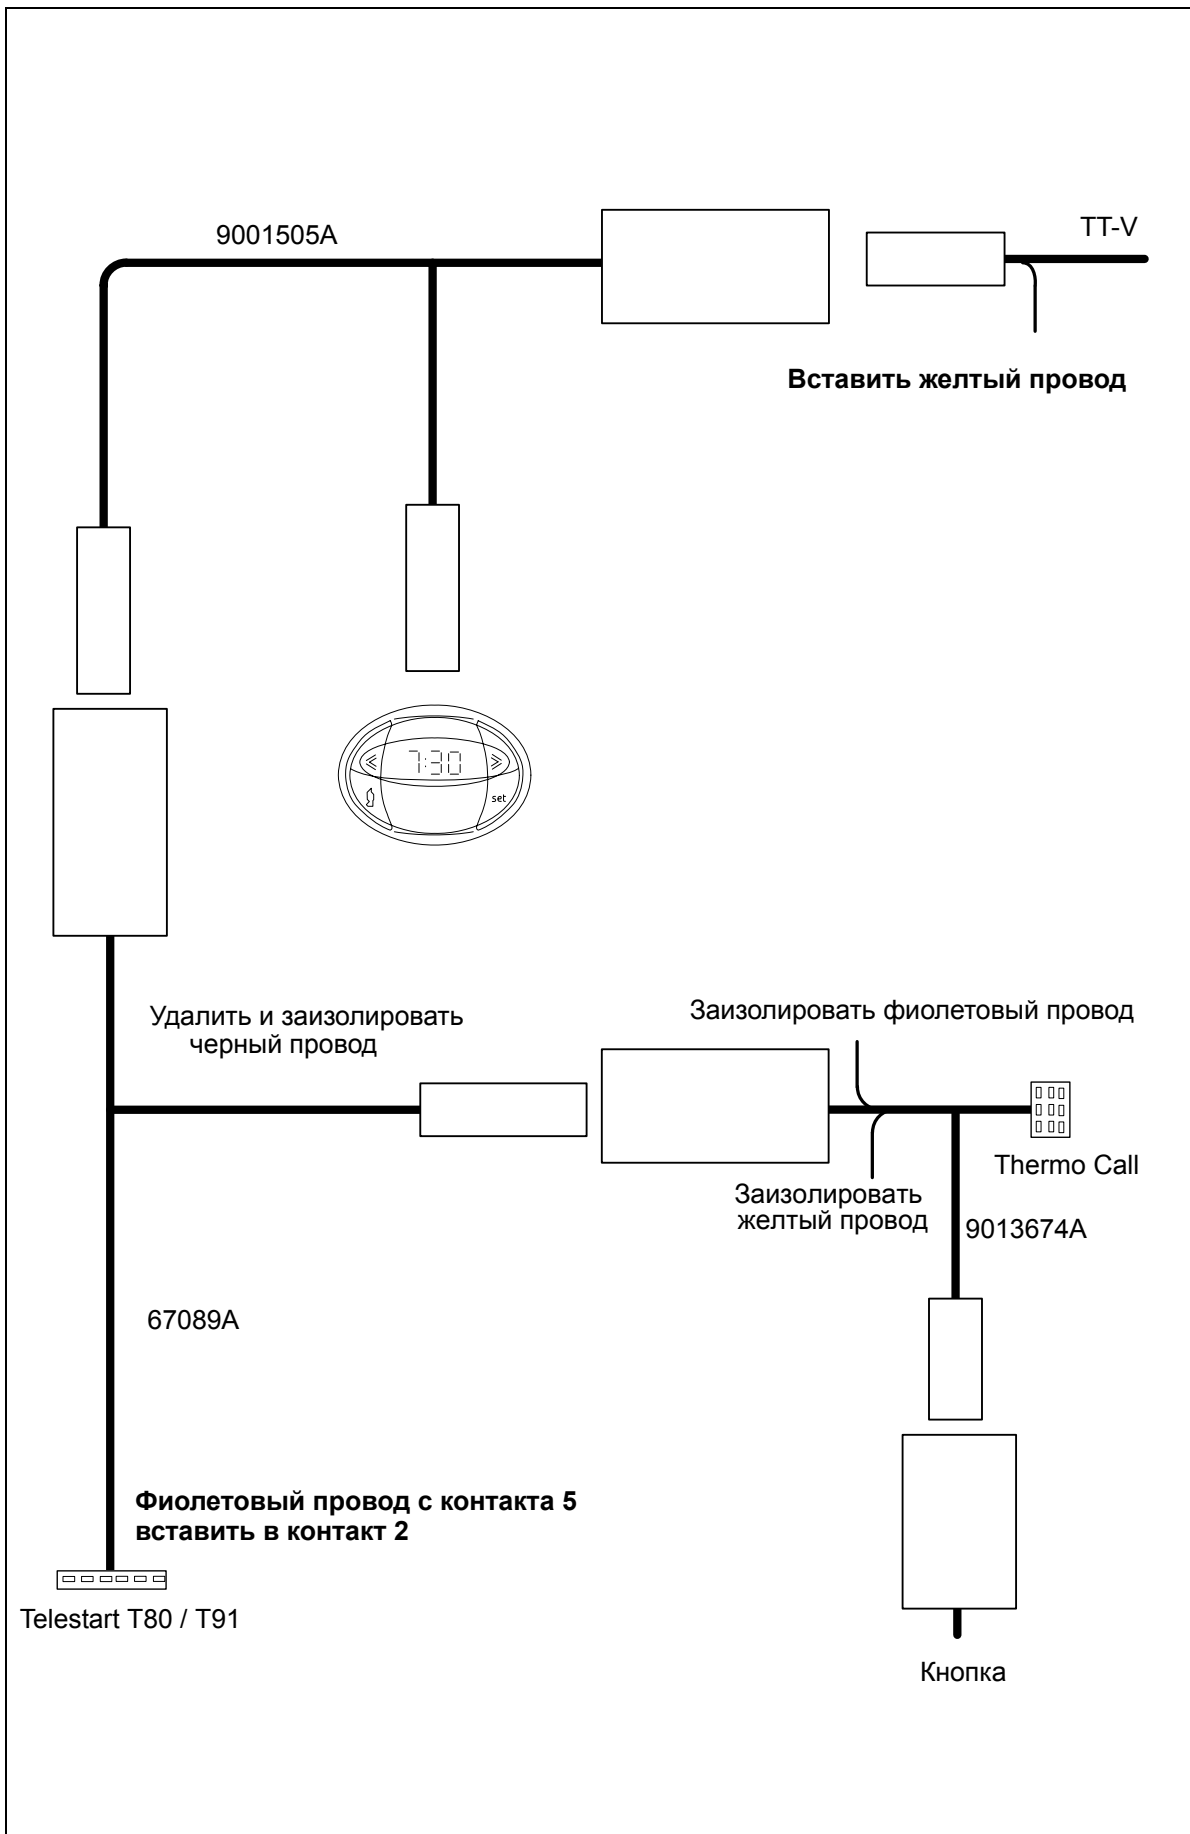 9001505A
TT-V
Вставить желтый провод
7:30
set
Удалить и заизолировать
черный провод
Заизолировать фиолетовый провод
Thermo Call
Заизолировать
желтый провод
9013674A
67089A
Фиолетовый провод с контакта 5
вставить в контакт 2
Telestart T80 / T91
Кнопка